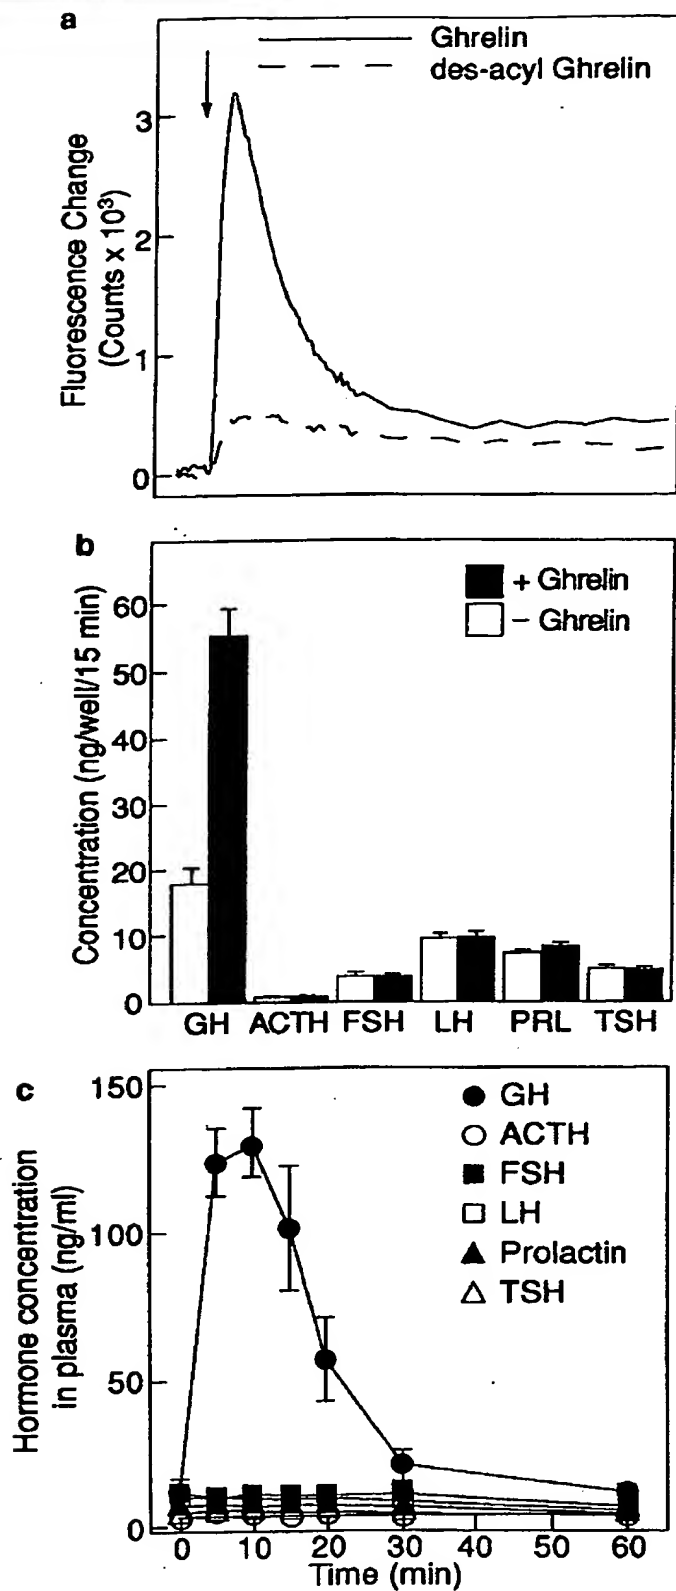 a
Ghrelin
des-acyl Ghrelin
Fluorescence Change
(Counts x 10³)
3
2
1
0
b
+ Ghrelin
− Ghrelin
Concentration (ng/well/15 min)
60
50
40
30
20
10
0
GH ACTH FSH LH PRL TSH
c
GH
ACTH
FSH
LH
Prolactin
TSH
Hormone concentration
in plasma (ng/ml)
150
100
50
0
0 10 20 30 40 50 60
Time (min)